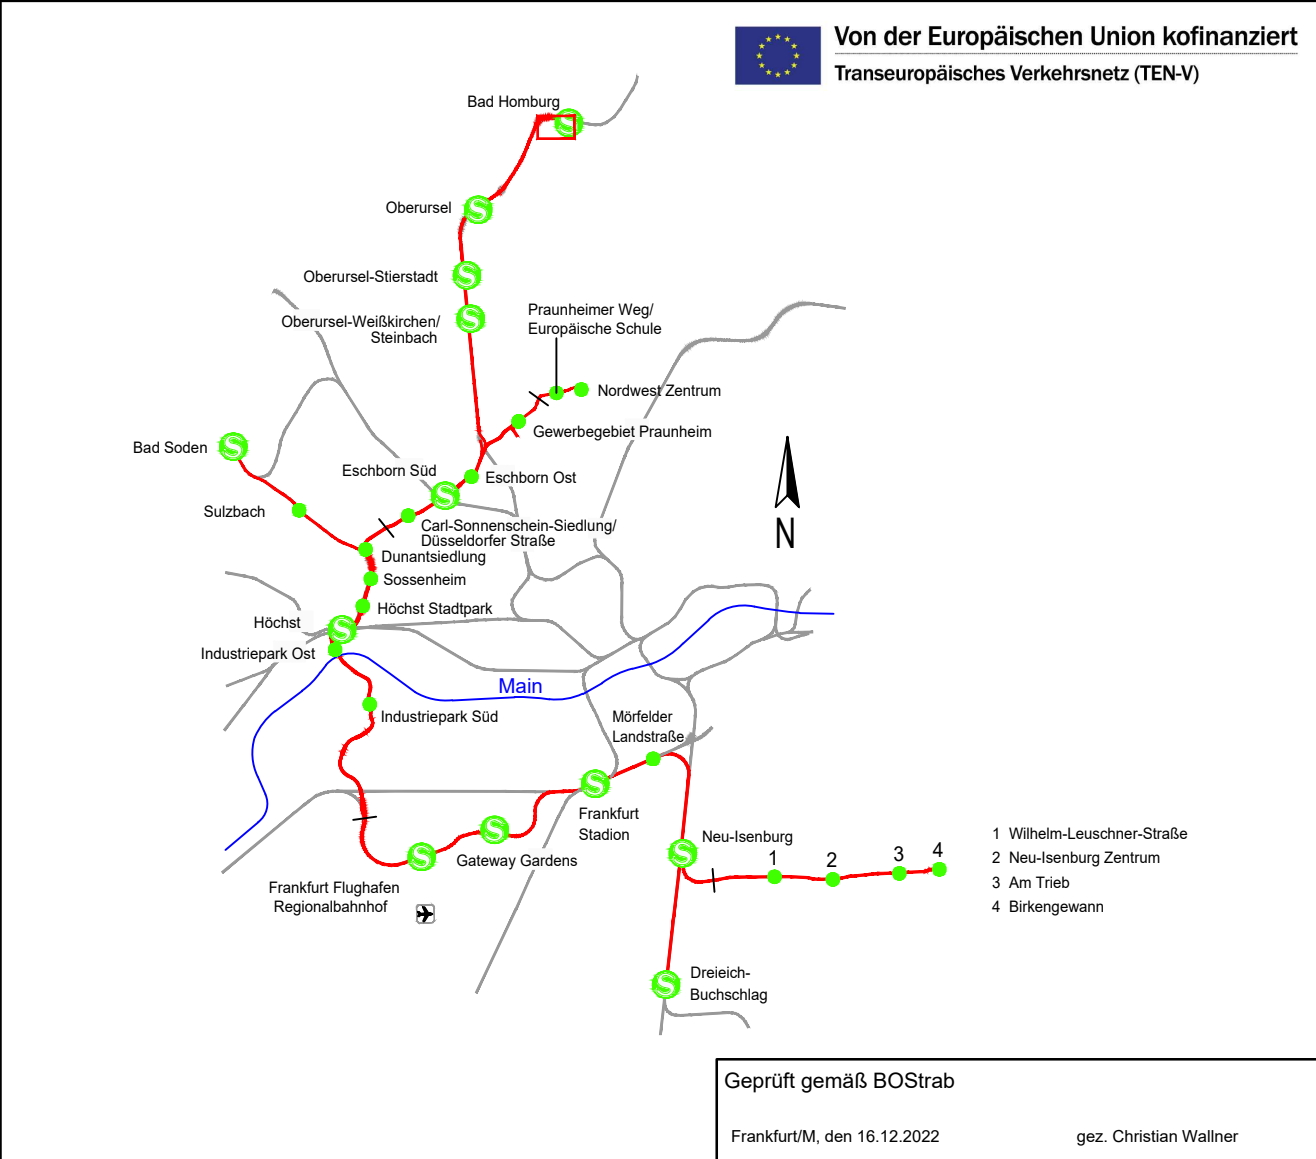 Von der Europäischen Union kofinanziert
Transeuropäisches Verkehrsnetz (TEN-V)
Bad Homburg
Oberursel
Oberursel-Stierstadt
Oberursel-Weißkirchen/
Steinbach
Praunheimer Weg/
Europäische Schule
Nordwest Zentrum
Gewerbegebiet Praunheim
Bad Soden
Eschborn Süd
Eschborn Ost
Sulzbach
Carl-Sonnenschein-Siedlung/
Düsseldorfer Straße
Dunantsiedlung
Sossenheim
Höchst Stadtpark
Höchst
Industriepark Ost
Main
Industriepark Süd
Mörfelder
Landstraße
N
Frankfurt
Stadion
Gateway Gardens
Frankfurt Flughafen
Regionalbahnhof
Neu-Isenburg
1
2
3
4
1 Wilhelm-Leuschner-Straße
2 Neu-Isenburg Zentrum
3 Am Trieb
4 Birkengewann
Dreieich-
Buchschlag
S
S
S
S
S
S
S
S
S
S
S
S
Geprüft gemäß BOStrab
Frankfurt/M, den 16.12.2022 gez. Christian Wallner